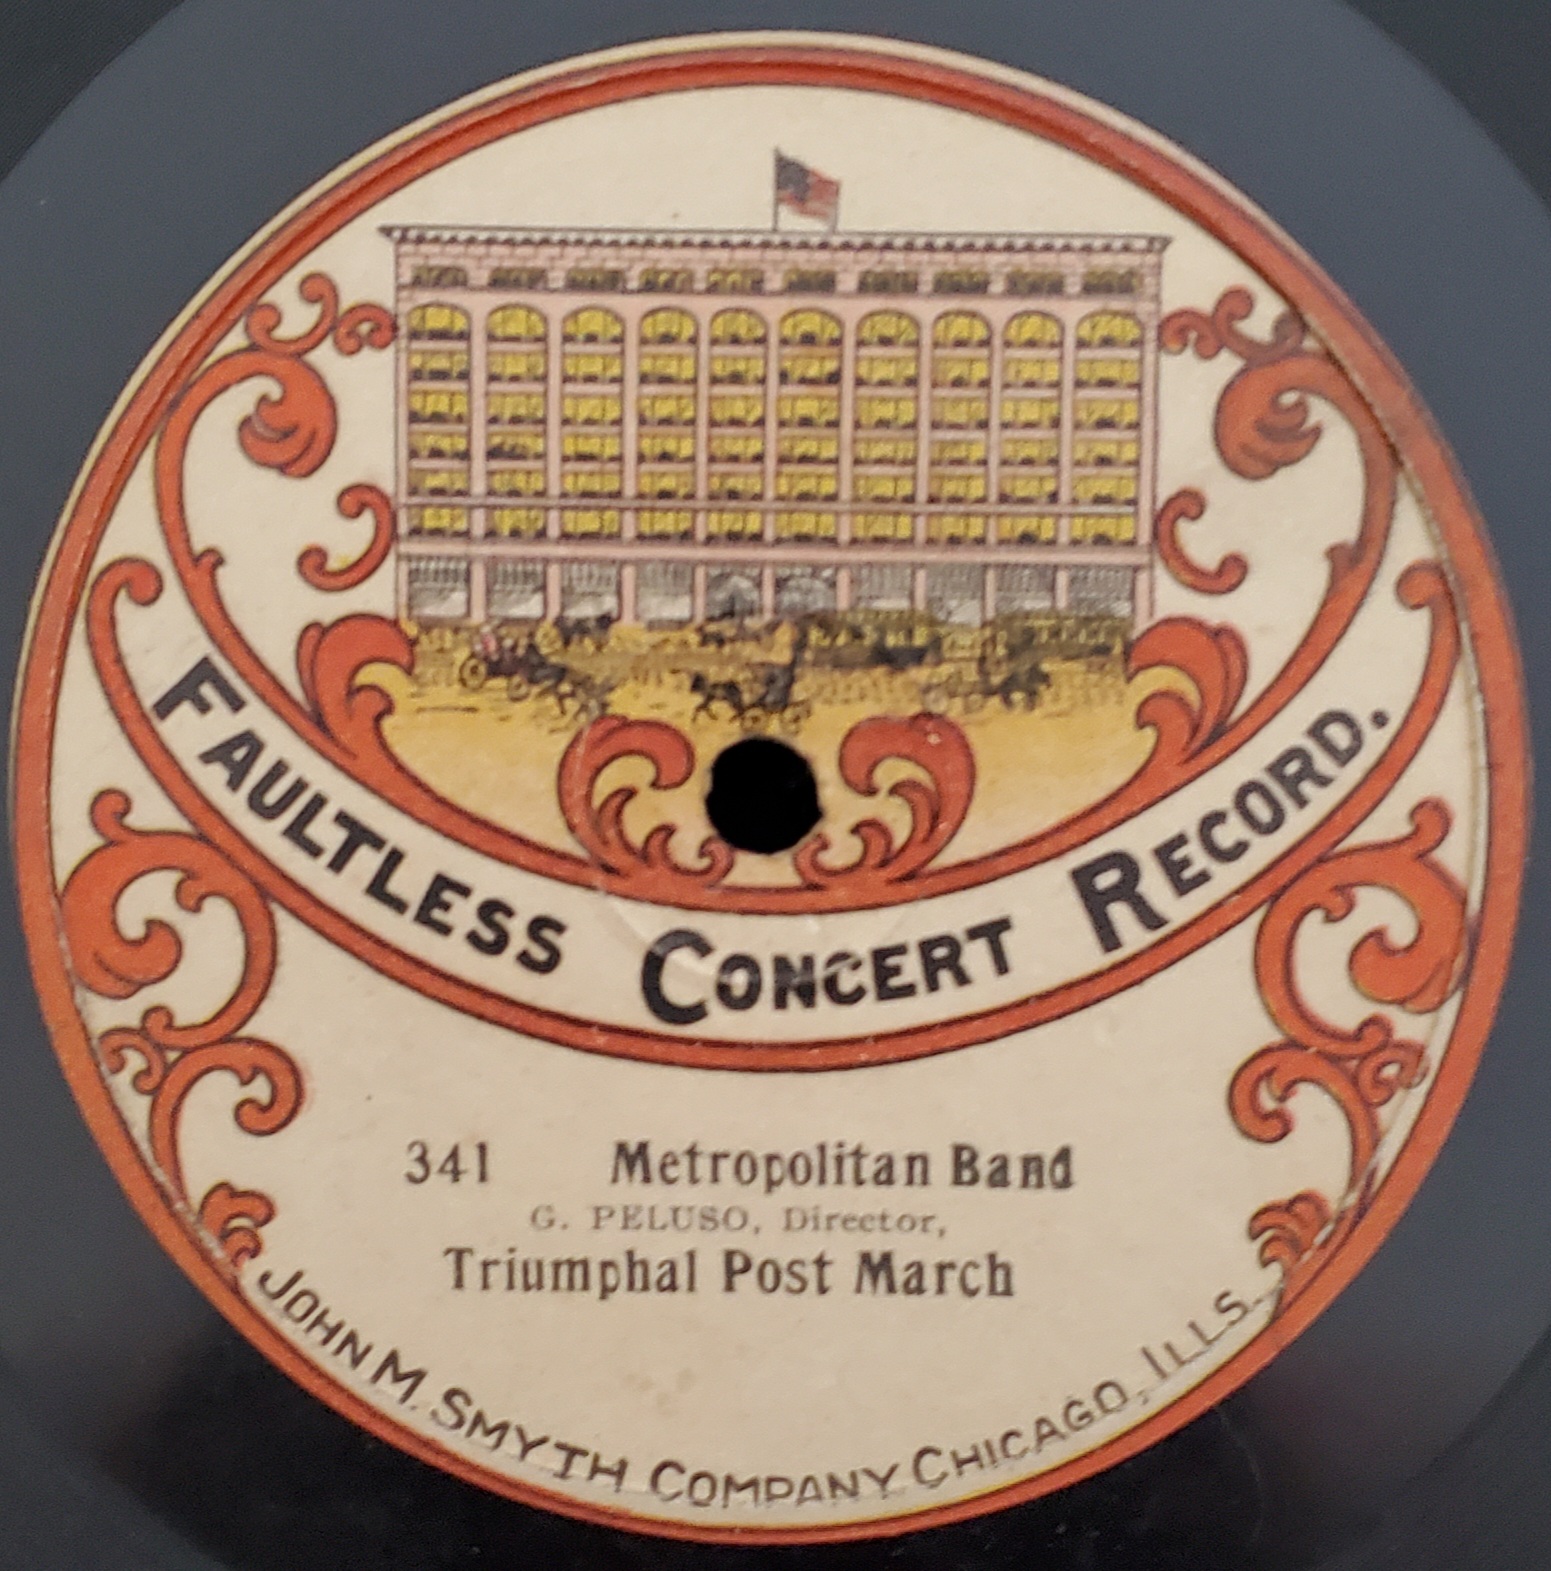 FAULTLESS CONCERT RECORD.
341 Metropolitan Band
G. PELUSO, Director,
Triumphal Post March
JOHN M. SMYTH COMPANY, CHICAGO, ILLS.